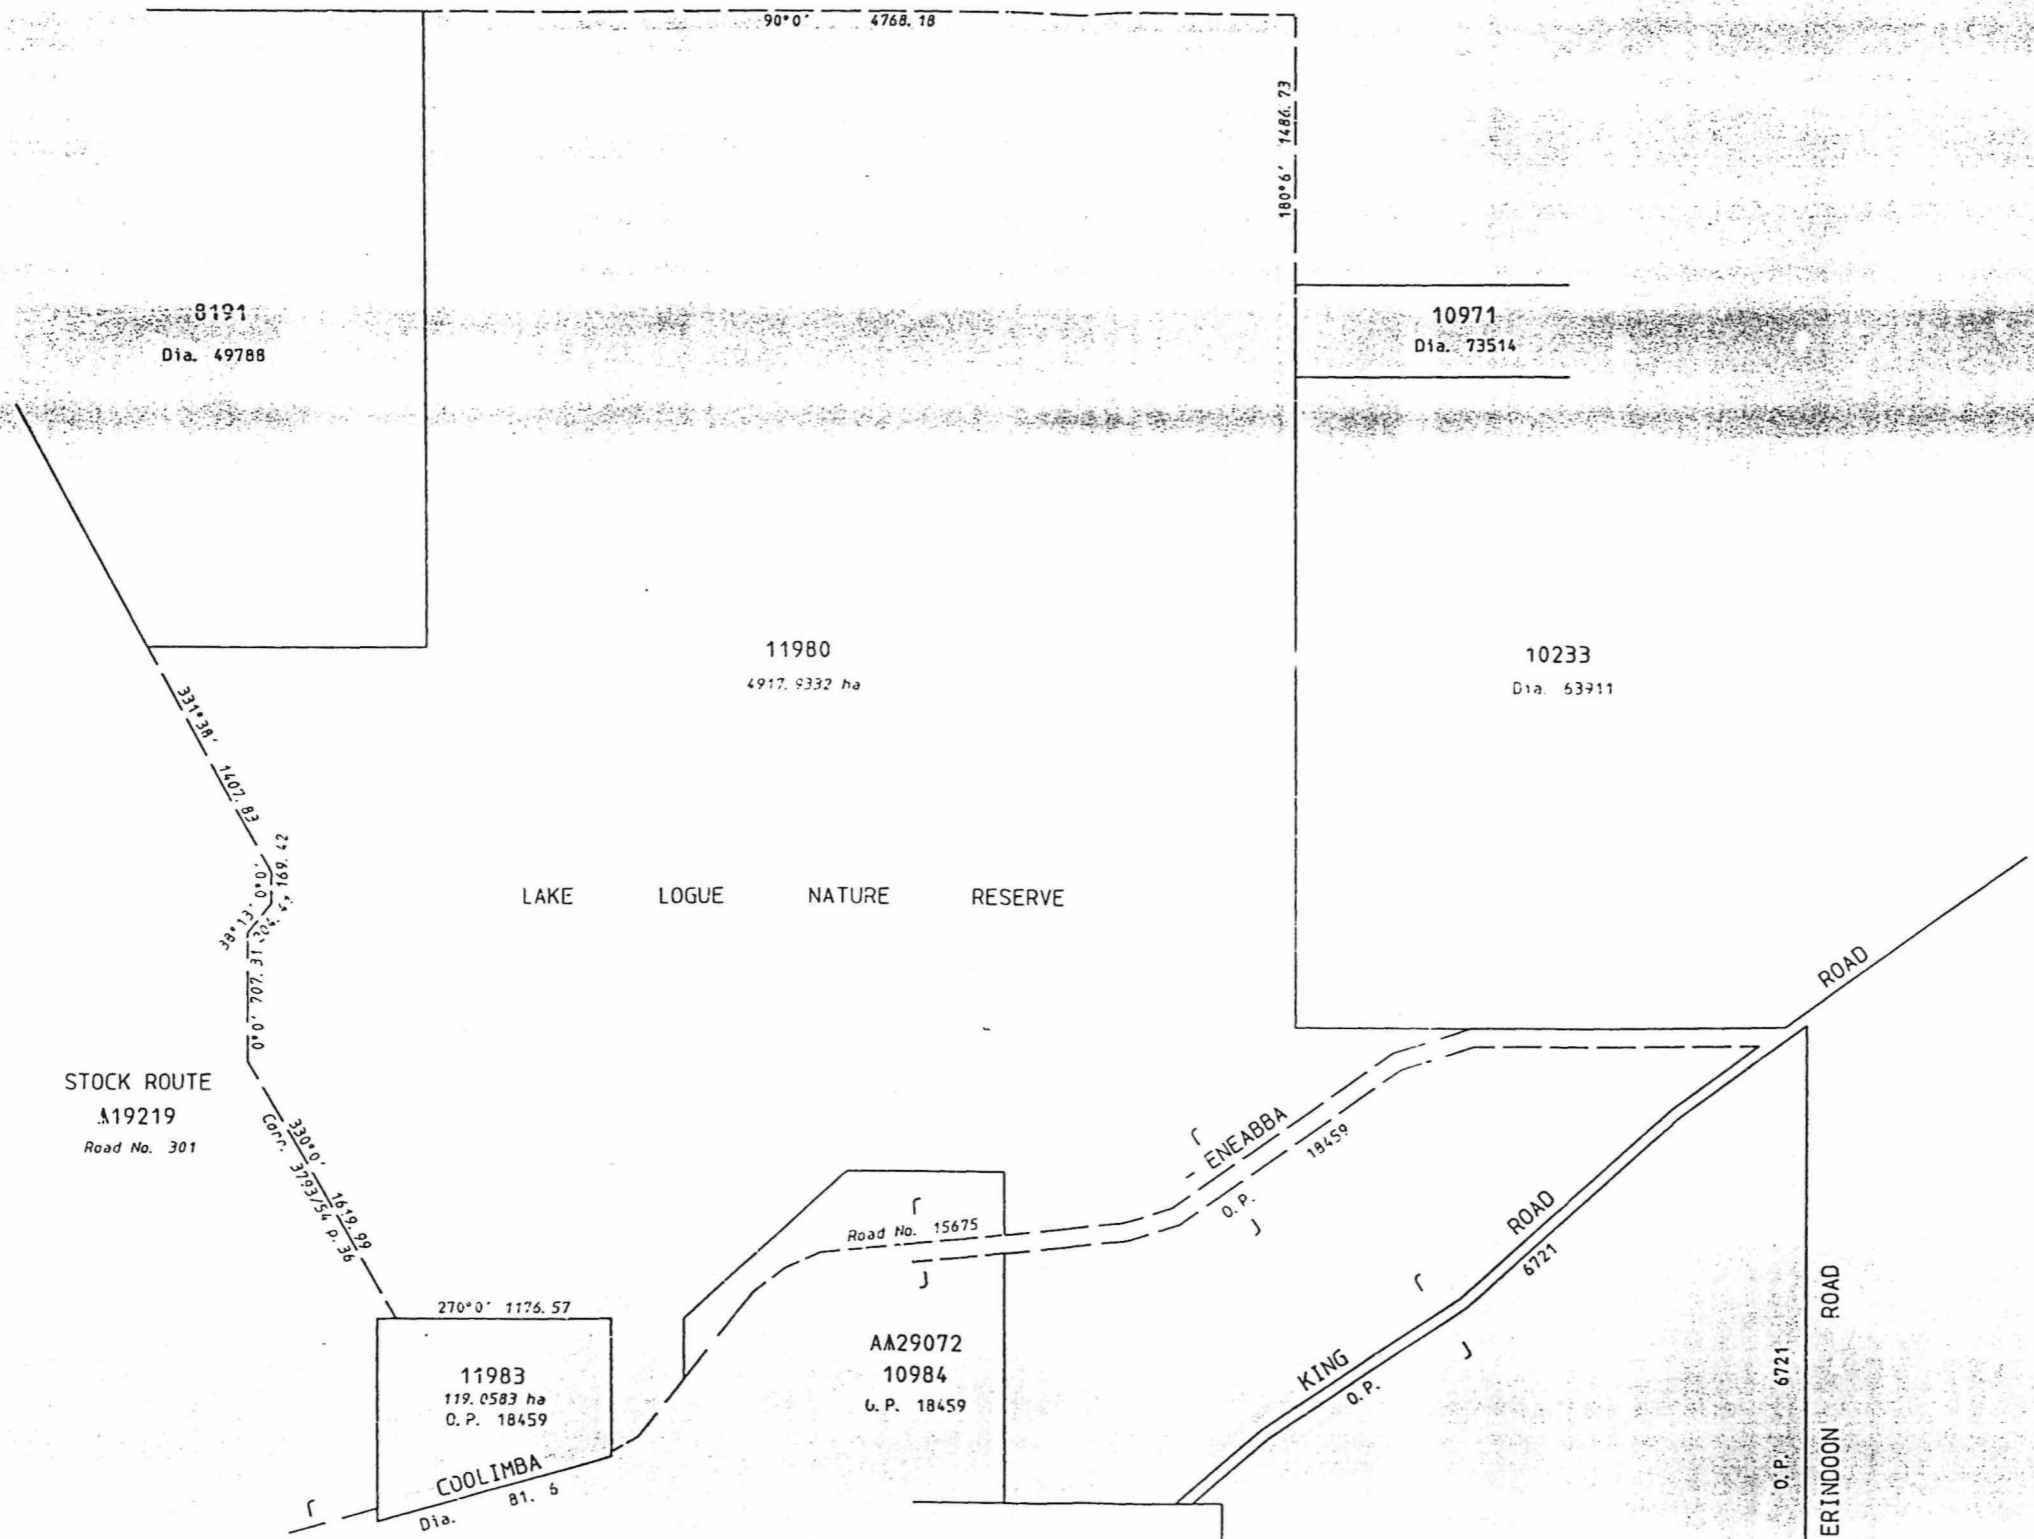 90°0' 4768.18
180°6' 1486.73
8191
Dia. 49788
10971
Dia. 73514
11980
4917.9332 ha
10233
Dia. 63911
331°38' 1407.83
0°0' 169.42
38°13'
0°0' 707.31
LAKE LOGUE NATURE RESERVE
ROAD
STOCK ROUTE
A19219
Road No. 301
330°0' 1619.99
Corr. 3793/54 p.36
ENEABBA
O.P. 18459
Road No. 15675
ROAD
6721
270°0' 1176.57
11983
119.0583 ha
O.P. 18459
AA29072
10984
O.P. 18459
KING
O.P.
COOLIMBA
Dia. 81. 6
O.P. 6721
ERINDOON ROAD